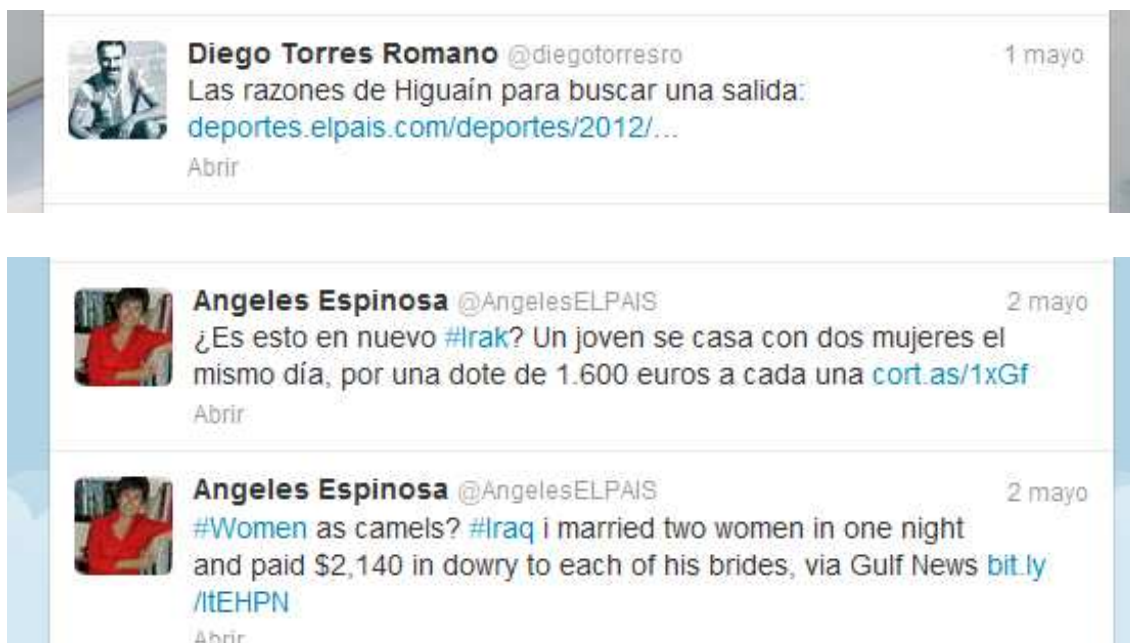 Diego Torres Romano @diegotorresro 1 mayo
Las razones de Higuaín para buscar una salida:
deportes.elpais.com/deportes/2012/...
Abrir
Angeles Espinosa @AngelesELPAIS 2 mayo
¿Es esto en nuevo #Irak? Un joven se casa con dos mujeres el
mismo día, por una dote de 1.600 euros a cada una cort.as/1xGf
Abrir
Angeles Espinosa @AngelesELPAIS 2 mayo
#Women as camels? #Iraq i married two women in one night
and paid $2,140 in dowry to each of his brides, via Gulf News bit.ly
/ItEHPN
Abrir